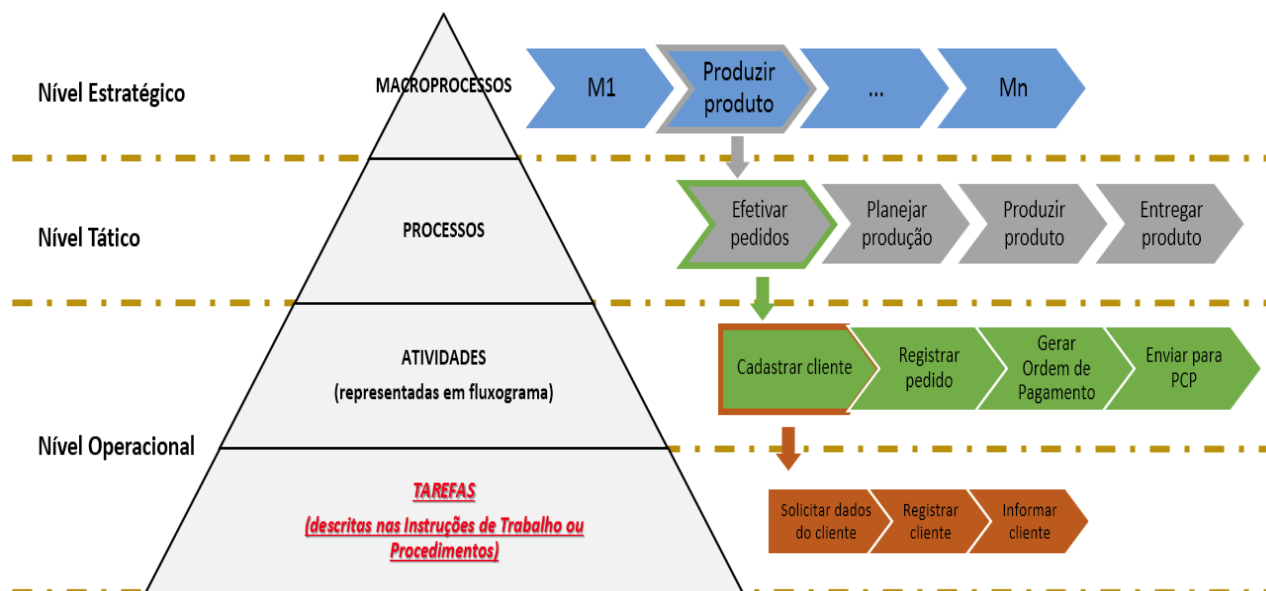 Nível Estratégico
MACROPROCESSOS
M1
Produzir
produto
...
Mn
Nível Tático
PROCESSOS
Efetivar
pedidos
Planejar
produção
Produzir
produto
Entregar
produto
Nível Operacional
ATIVIDADES
(representadas em fluxograma)
Cadastrar cliente
Registrar
pedido
Gerar
Ordem de
Pagamento
Enviar para
PCP
TAREFAS
(descritas nas Instruções de Trabalho ou
Procedimentos)
Solicitar dados
do cliente
Registrar
cliente
Informar
cliente